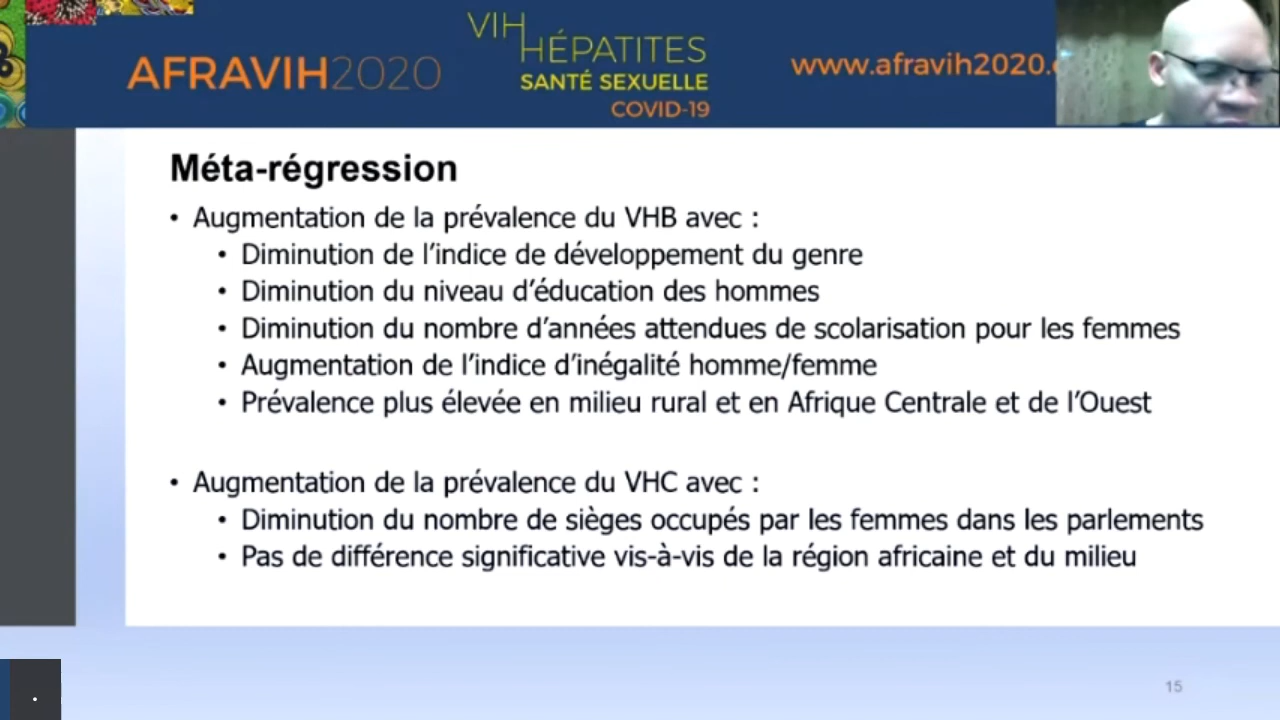 VIH
HÉPATITES
AFRAVIH2020
SANTÉ SEXUELLE
COVID-19
www.afravih2020.
Méta-régression
• Augmentation de la prévalence du VHB avec :
• Diminution de l'indice de développement du genre
• Diminution du niveau d'éducation des hommes
• Diminution du nombre d'années attendues de scolarisation pour les femmes
• Augmentation de l'indice d'inégalité homme/femme
• Prévalence plus élevée en milieu rural et en Afrique Centrale et de l'Ouest
• Augmentation de la prévalence du VHC avec :
• Diminution du nombre de sièges occupés par les femmes dans les parlements
• Pas de différence significative vis-à-vis de la région africaine et du milieu
15